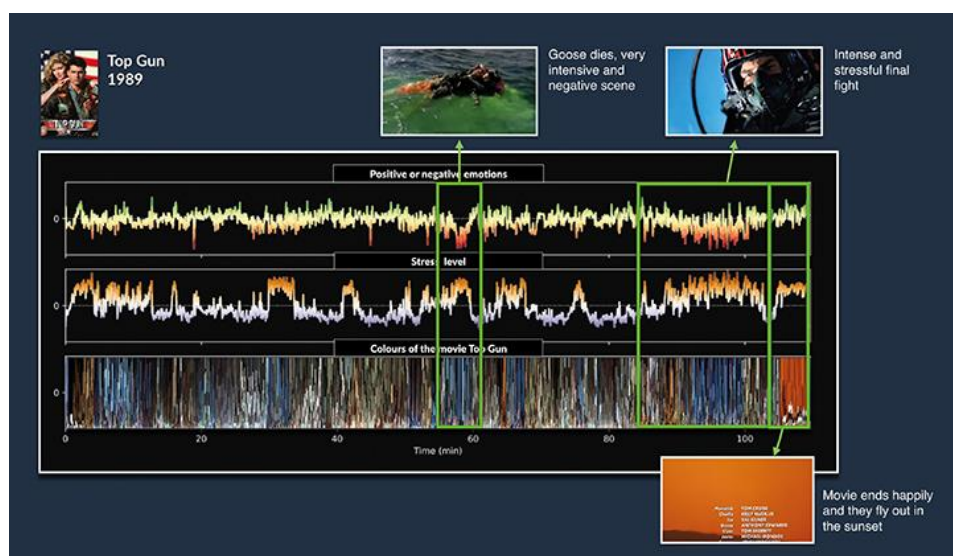 Top Gun
1989
TOP GUN
Goose dies, very
intensive and
negative scene
Intense and
stressful final
fight
Positive or negative emotions
0
Stress level
0
Colours of the movie Top Gun
0
0
20
40
60
80
100
Time (min)
TOM CRUISE
KELLY McGILLIS
VAL KILMER
ANTHONY EDWARDS
TOM SKERRITT
MICHAEL IRONSIDE
Movie ends happily
and they fly out in
the sunset